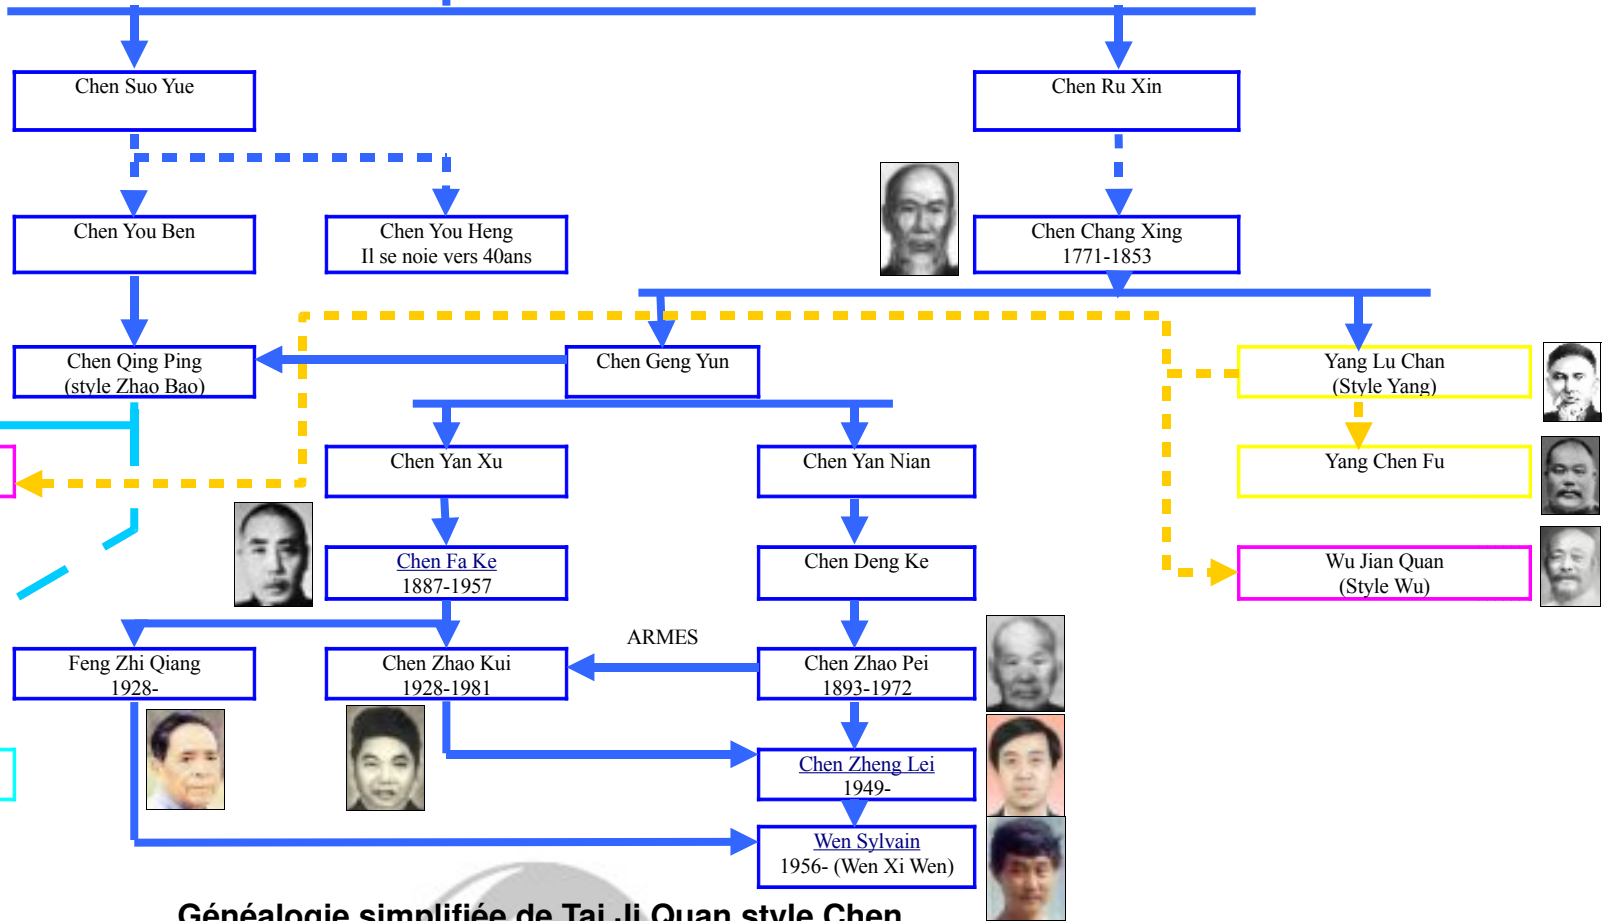 Chen Suo Yue
Chen Ru Xin
Chen You Ben
Chen You Heng
Il se noie vers 40ans
Chen Chang Xing
1771-1853
Chen Qing Ping
(style Zhao Bao)
Chen Geng Yun
Yang Lu Chan
(Style Yang)
Chen Yan Xu
Chen Yan Nian
Yang Chen Fu
Chen Fa Ke
1887-1957
Chen Deng Ke
Wu Jian Quan
(Style Wu)
Feng Zhi Qiang
1928-
Chen Zhao Kui
1928-1981
ARMES
Chen Zhao Pei
1893-1972
Chen Zheng Lei
1949-
Wen Sylvain
1956- (Wen Xi Wen)
Généalogie simplifiée de Tai Ji Quan style Chen